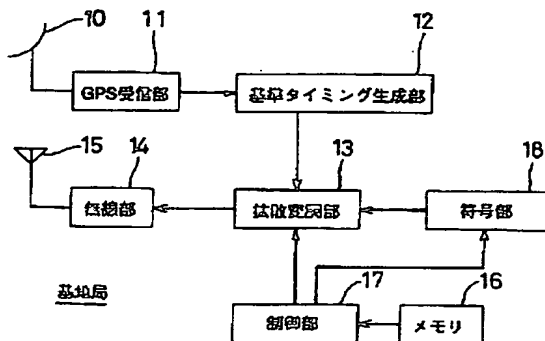 10
11
12
GPS受信部
基準タイミング生成部
15
14
13
18
無線部
拡散変調部
符号部
基地局
17
16
制御部
メモリ